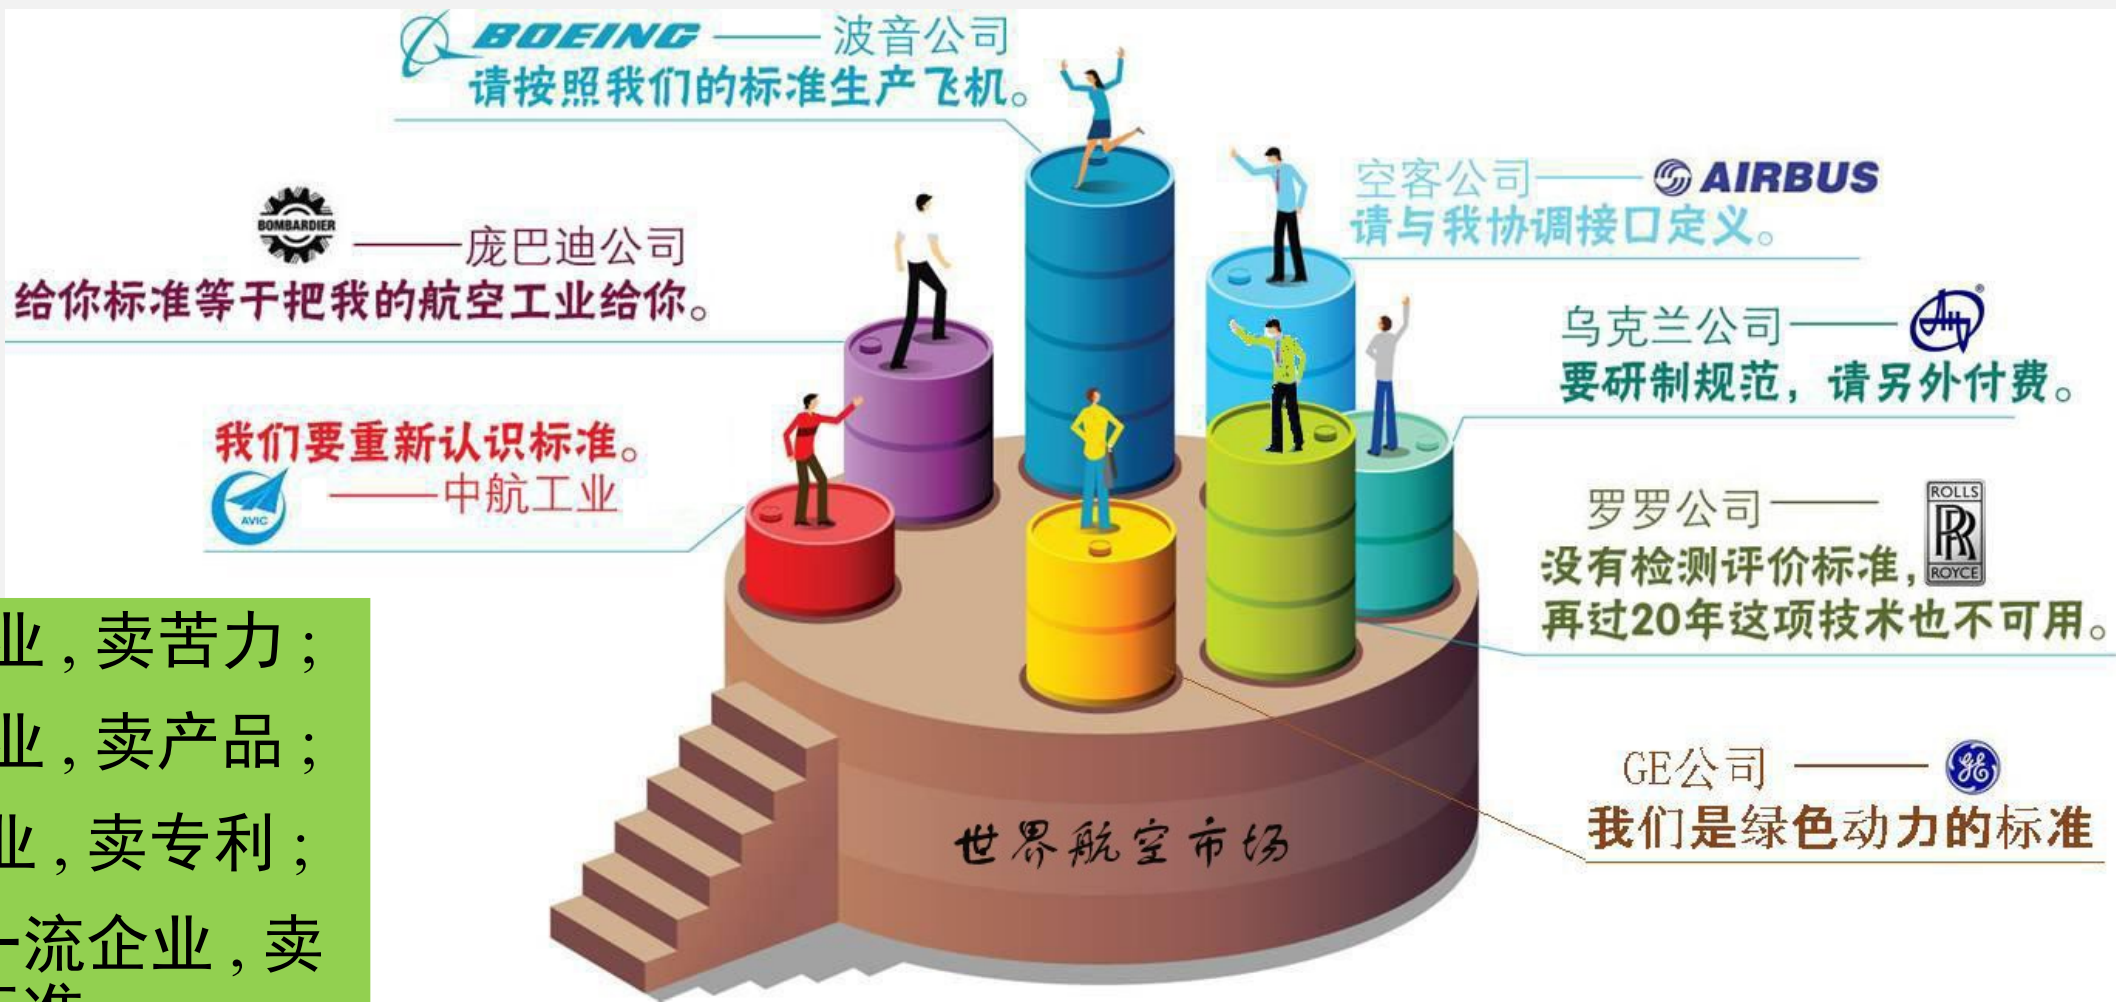 BOEING —— 波音公司
请按照我们的标准生产飞机。
空客公司—— AIRBUS
请与我协调接口定义。
BOMBARDIER ——庞巴迪公司
给你标准等于把我的航空工业给你。
乌克兰公司——
要研制规范，请另外付费。
我们要重新认识标准。
AVIC ——中航工业
罗罗公司—— ROLLS
RR
ROYCE
没有检测评价标准，
再过20年这项技术也不可用。
业，卖苦力；
业，卖产品；
业，卖专利；
一流企业，卖
准
GE公司 —— GE
我们是绿色动力的标准
世界航空市场